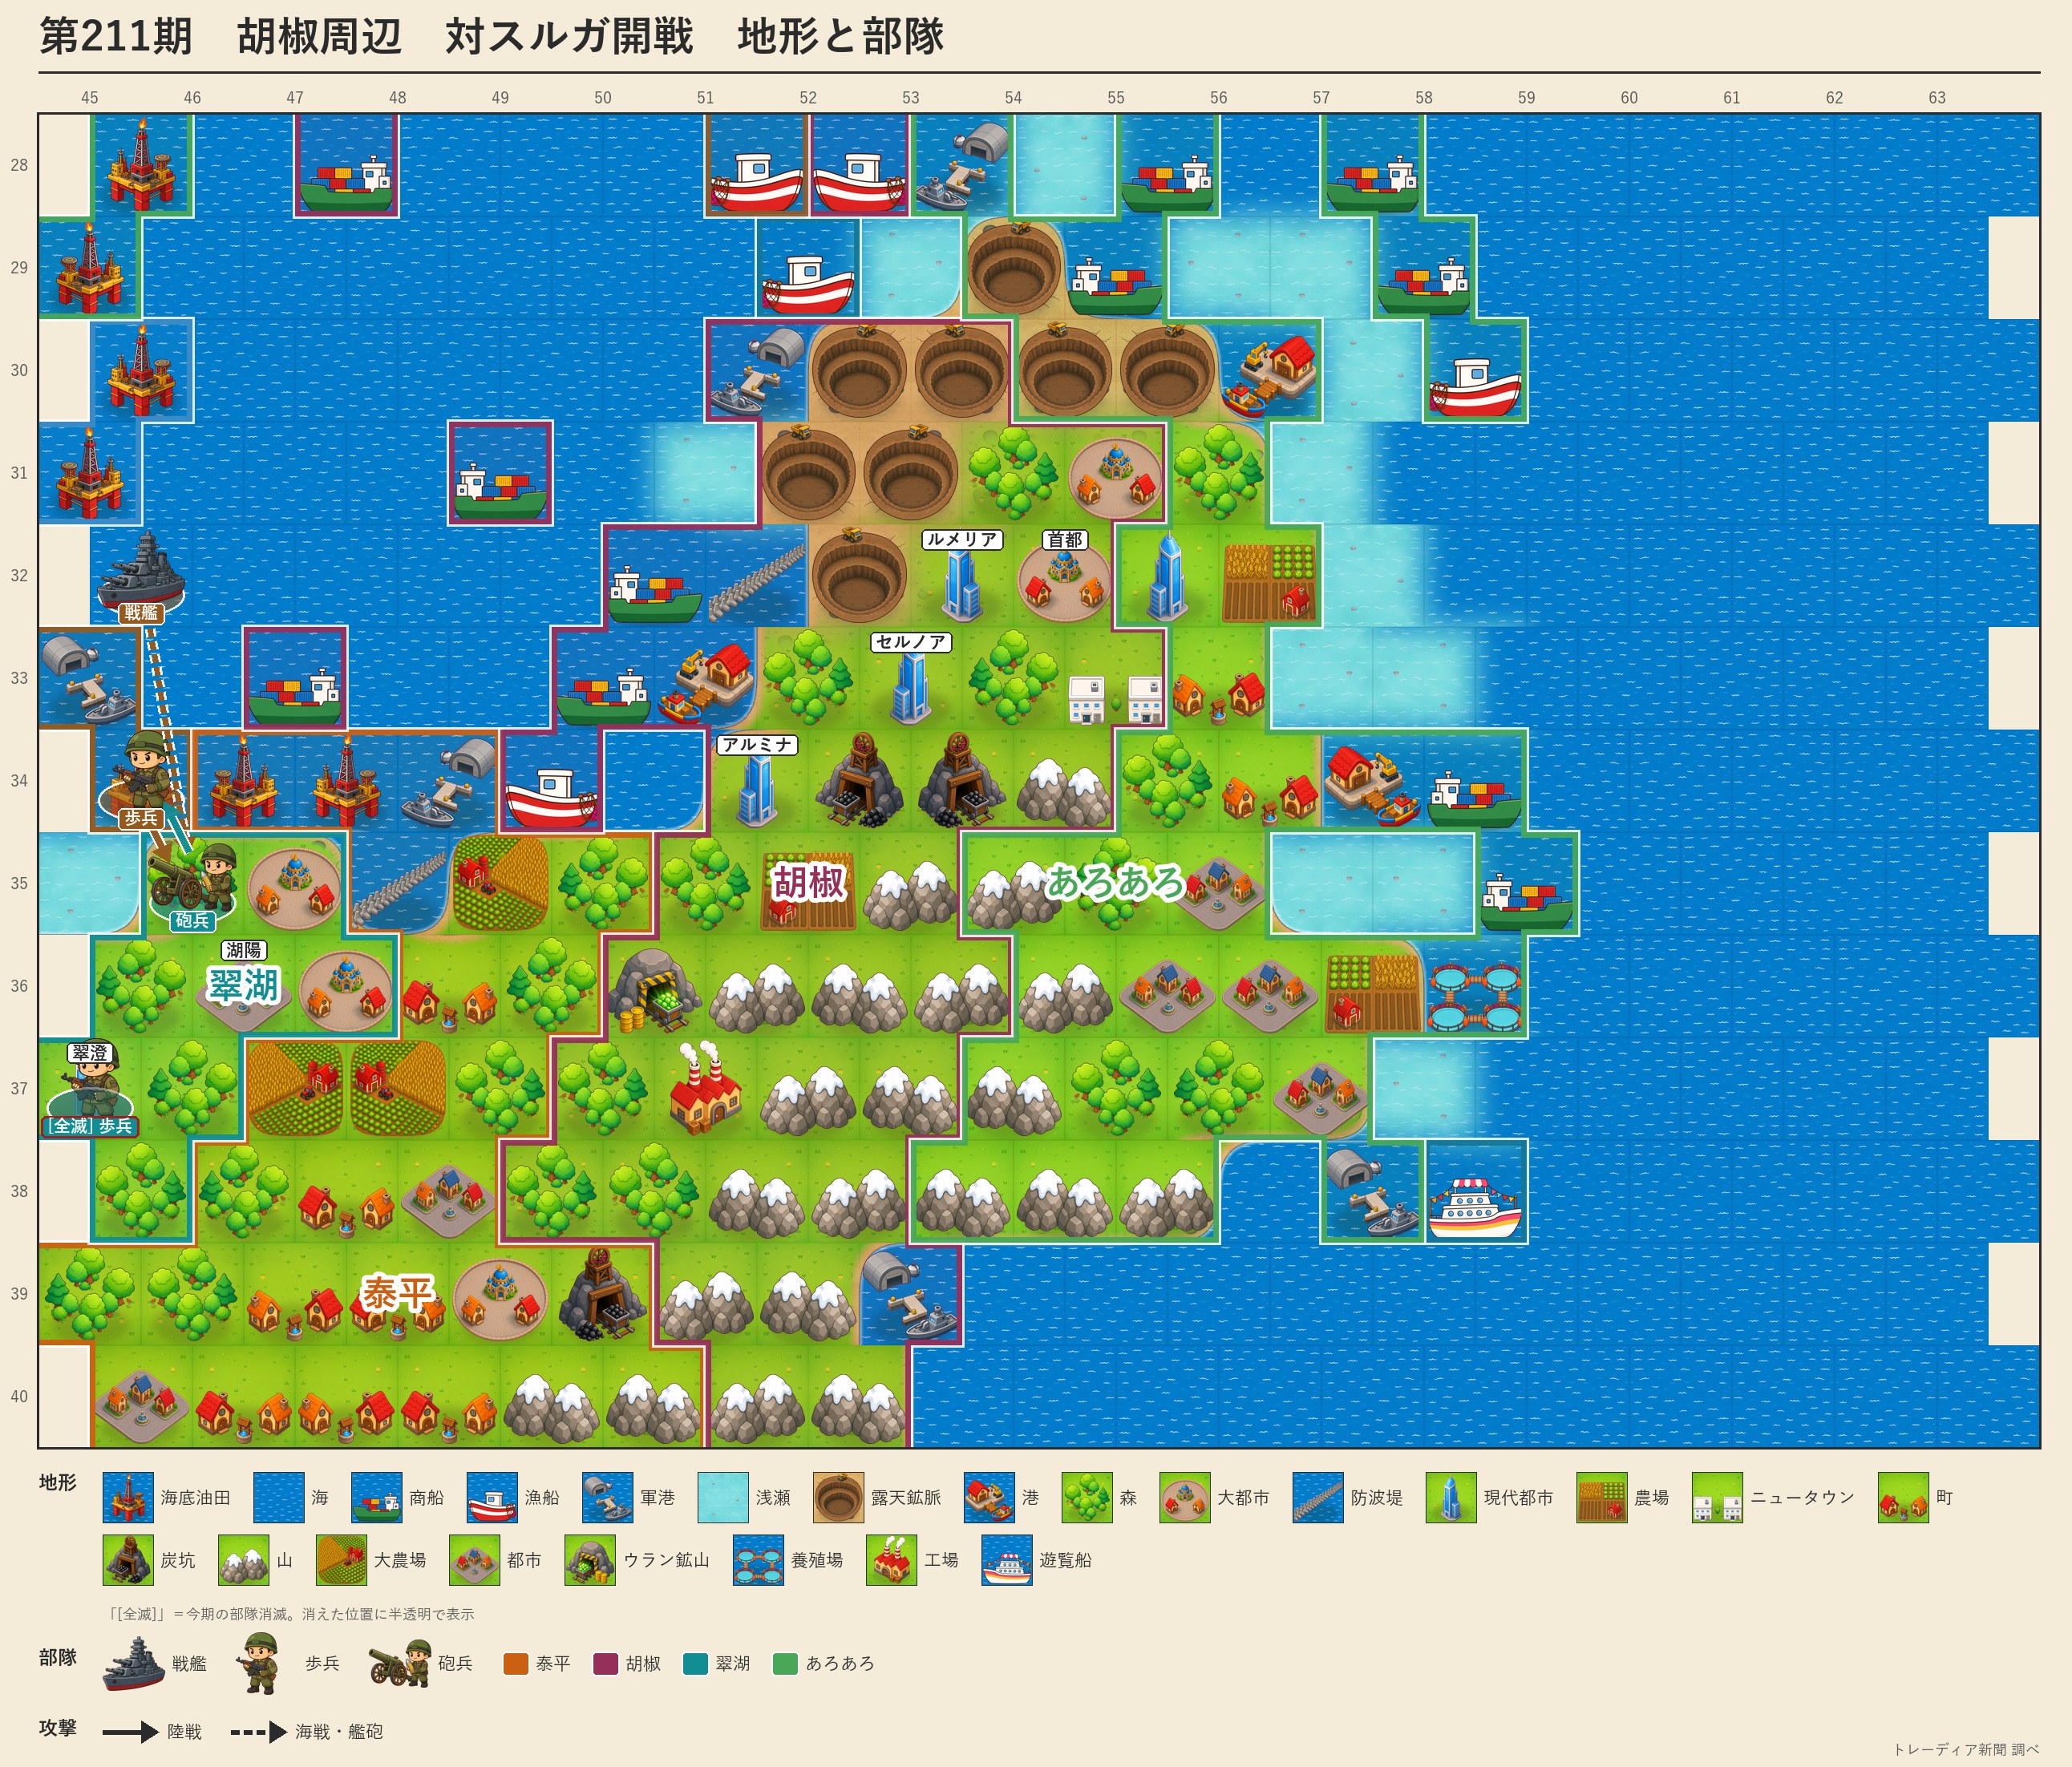 第211期　胡椒周辺　対スルガ開戦　地形と部隊
45 46 47 48 49 50 51 52 53 54 55 56 57 58 59 60 61 62 63
28
29
30
31
32
ルメリア 首都
戦艦
33
セルノア
34
アルミナ
歩兵
35
胡椒 あろあろ
砲兵
36
湖陽
翠湖
37
翠澄
[全滅] 歩兵
38
39
泰平
40
地形 海底油田 海 商船 漁船 軍港 浅瀬 露天鉱脈 港 森 大都市 防波堤 現代都市 農場 ニュータウン 町
炭坑 山 大農場 都市 ウラン鉱山 養殖場 工場 遊覧船
「[全滅]」＝今期の部隊消滅。消えた位置に半透明で表示
部隊 戦艦 歩兵 砲兵 泰平 胡椒 翠湖 あろあろ
攻撃 陸戦 海戦・艦砲
トレーディア新聞 調べ